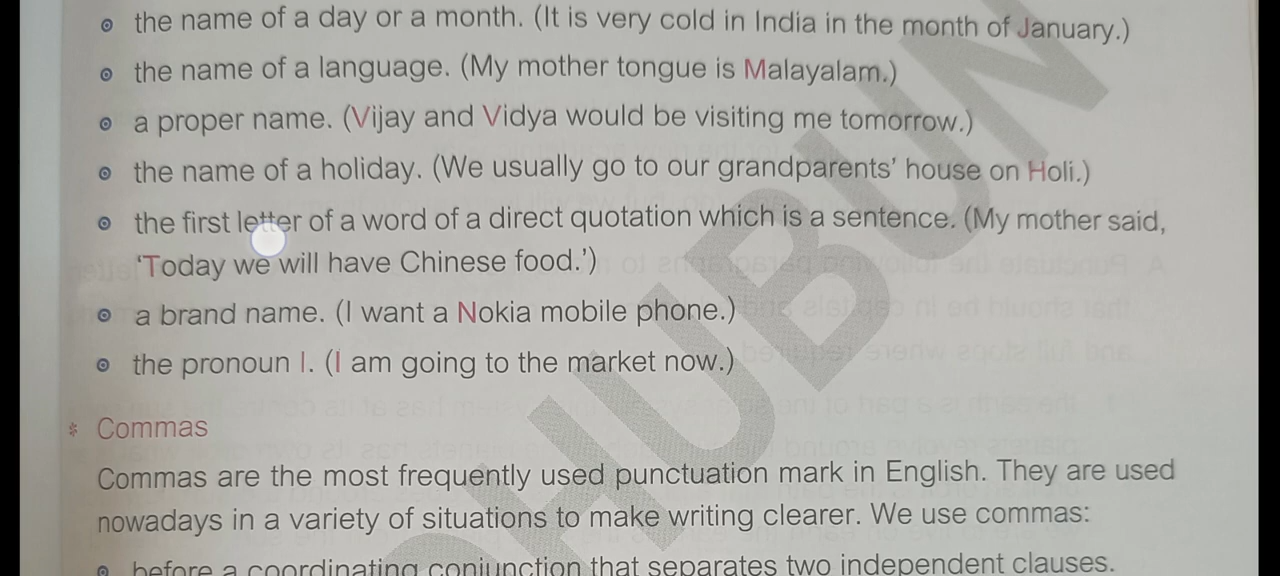 the name of a day or a month. (It is very cold in India in the month of January.)
the name of a language. (My mother tongue is Malayalam.)
a proper name. (Vijay and Vidya would be visiting me tomorrow.)
the name of a holiday. (We usually go to our grandparents' house on Holi.)
the first letter of a word of a direct quotation which is a sentence. (My mother said,
'Today we will have Chinese food.')
a brand name. (I want a Nokia mobile phone.)
the pronoun I. (I am going to the market now.)
* Commas
Commas are the most frequently used punctuation mark in English. They are used
nowadays in a variety of situations to make writing clearer. We use commas:
before a coordinating conjunction that separates two independent clauses.
HUBUN